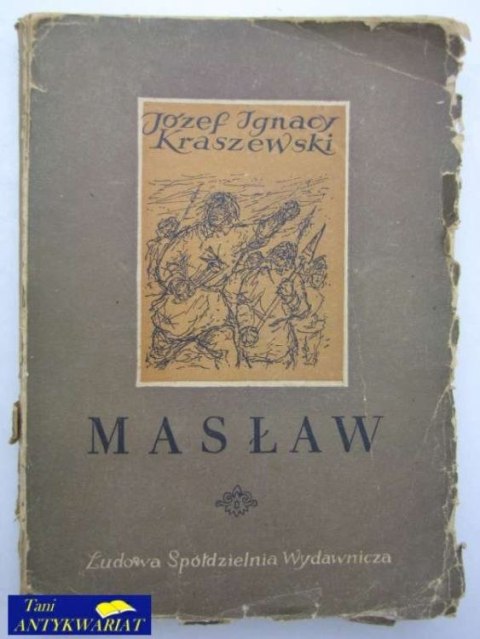 Józef Ignacy
Kraszewski
MASŁAW
Ludowa Spółdzielnia Wydawnicza
Tani
ANTYKWARIAT